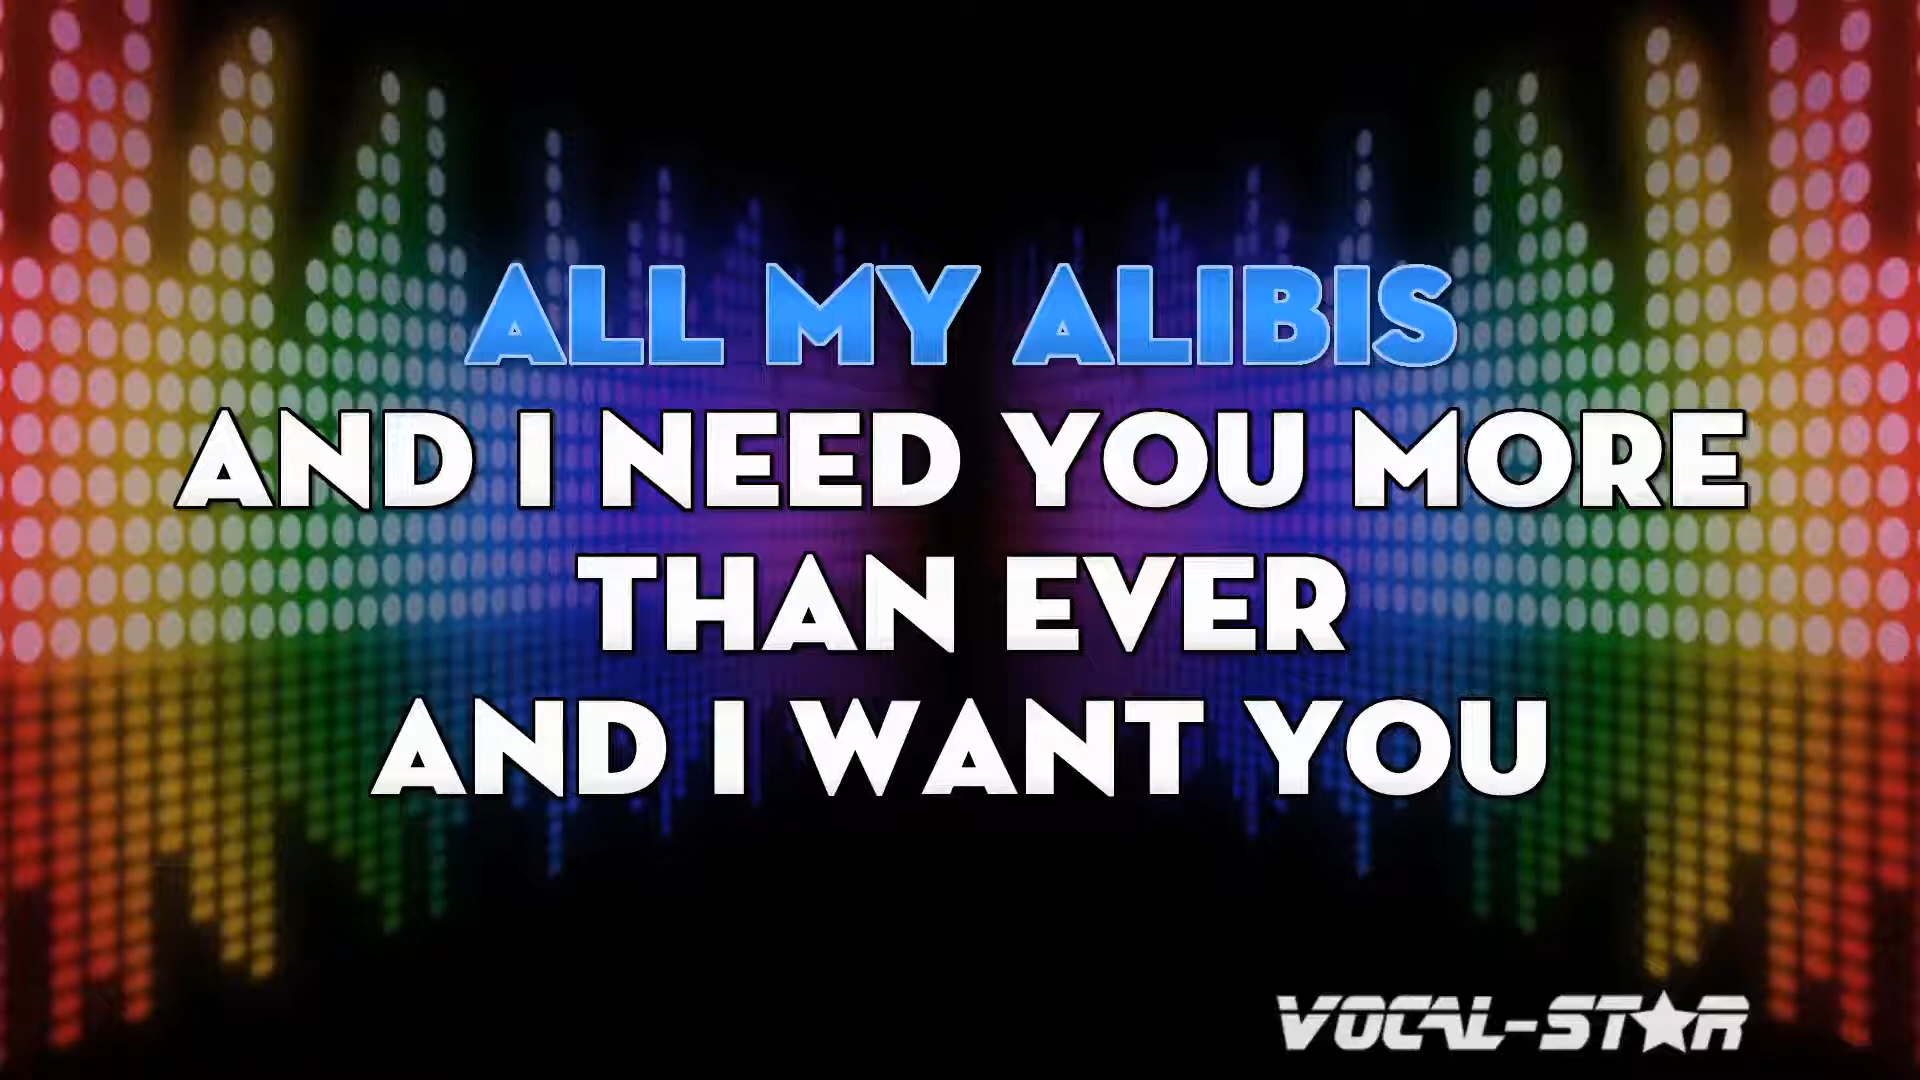 ALL MY ALIBIS
AND I NEED YOU MORE
THAN EVER
AND I WANT YOU
VOCAL-STAR